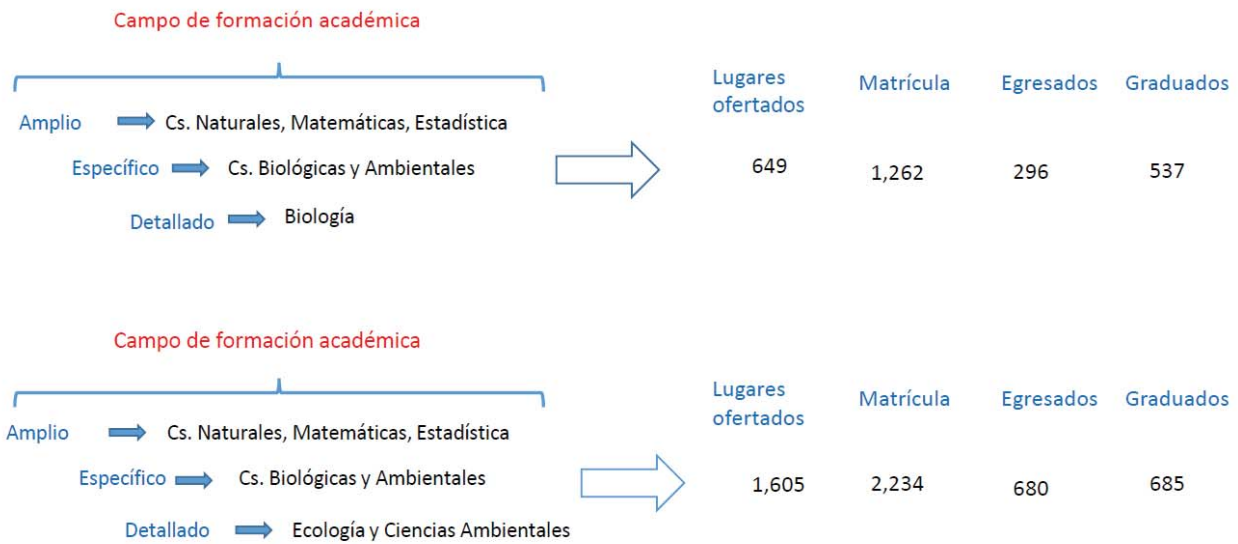 Campo de formación académica
Amplio Cs. Naturales, Matemáticas, Estadística
Específico Cs. Biológicas y Ambientales
Detallado Biología
Lugares ofertados Matrícula Egresados Graduados
649 1,262 296 537
Campo de formación académica
Amplio Cs. Naturales, Matemáticas, Estadística
Específico Cs. Biológicas y Ambientales
Detallado Ecología y Ciencias Ambientales
Lugares ofertados Matrícula Egresados Graduados
1,605 2,234 680 685